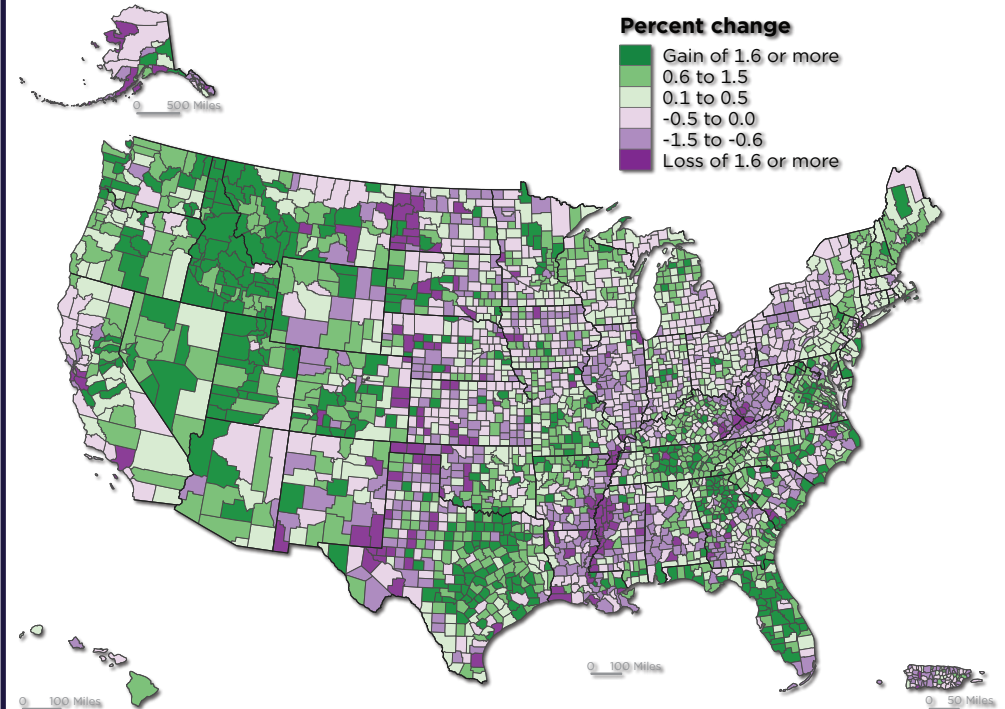 Percent change
Gain of 1.6 or more
0.6 to 1.5
0.1 to 0.5
-0.5 to 0.0
-1.5 to -0.6
Loss of 1.6 or more
0 500 Miles
0 100 Miles
0 100 Miles
0 50 Miles